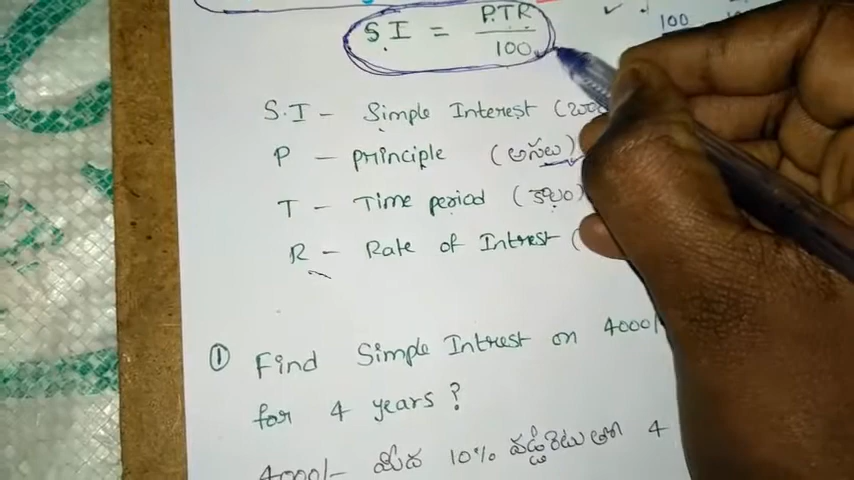 S.I = P.T.R / 100
100
S.I - Simple Interest (
P - principle (అసలు)
T - Time period (కాలం)
R - Rate of Interest (
① Find Simple Interest on 4000/-
for 4 years ?
4000/- మీద 10% వడ్డీరేటు 4